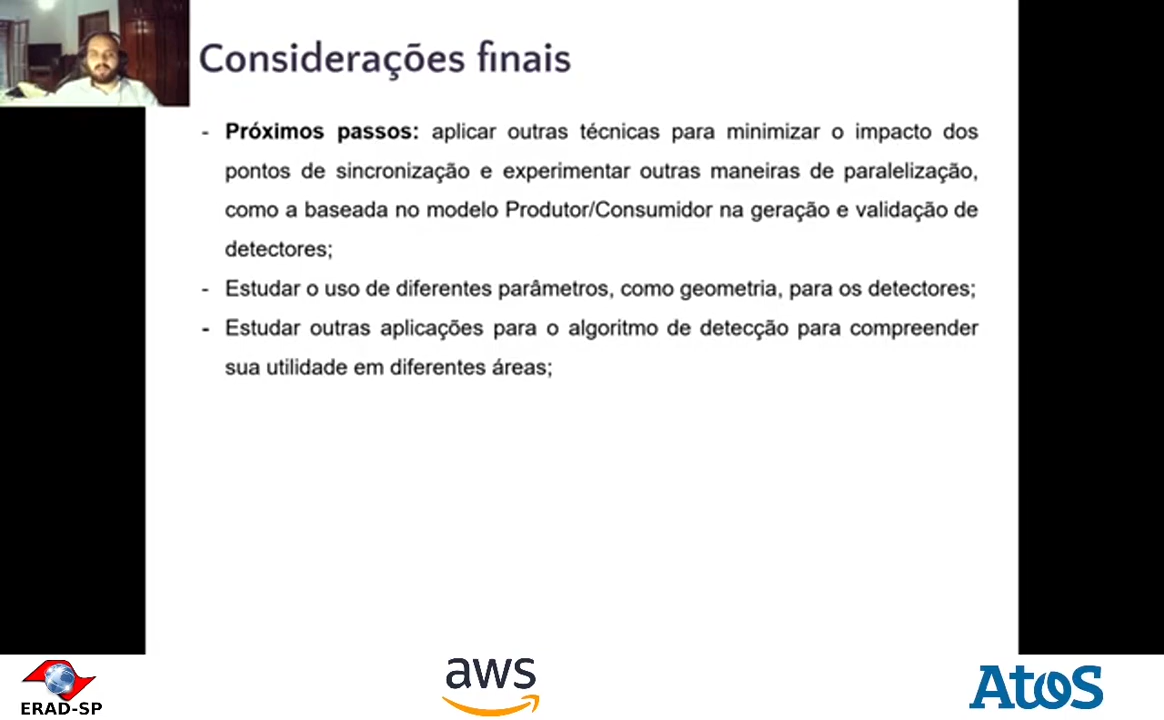 Considerações finais
- Próximos passos: aplicar outras técnicas para minimizar o impacto dos
pontos de sincronização e experimentar outras maneiras de paralelização,
como a baseada no modelo Produtor/Consumidor na geração e validação de
detectores;
- Estudar o uso de diferentes parâmetros, como geometria, para os detectores;
- Estudar outras aplicações para o algoritmo de detecção para compreender
sua utilidade em diferentes áreas;
ERAD-SP
aws
Atos